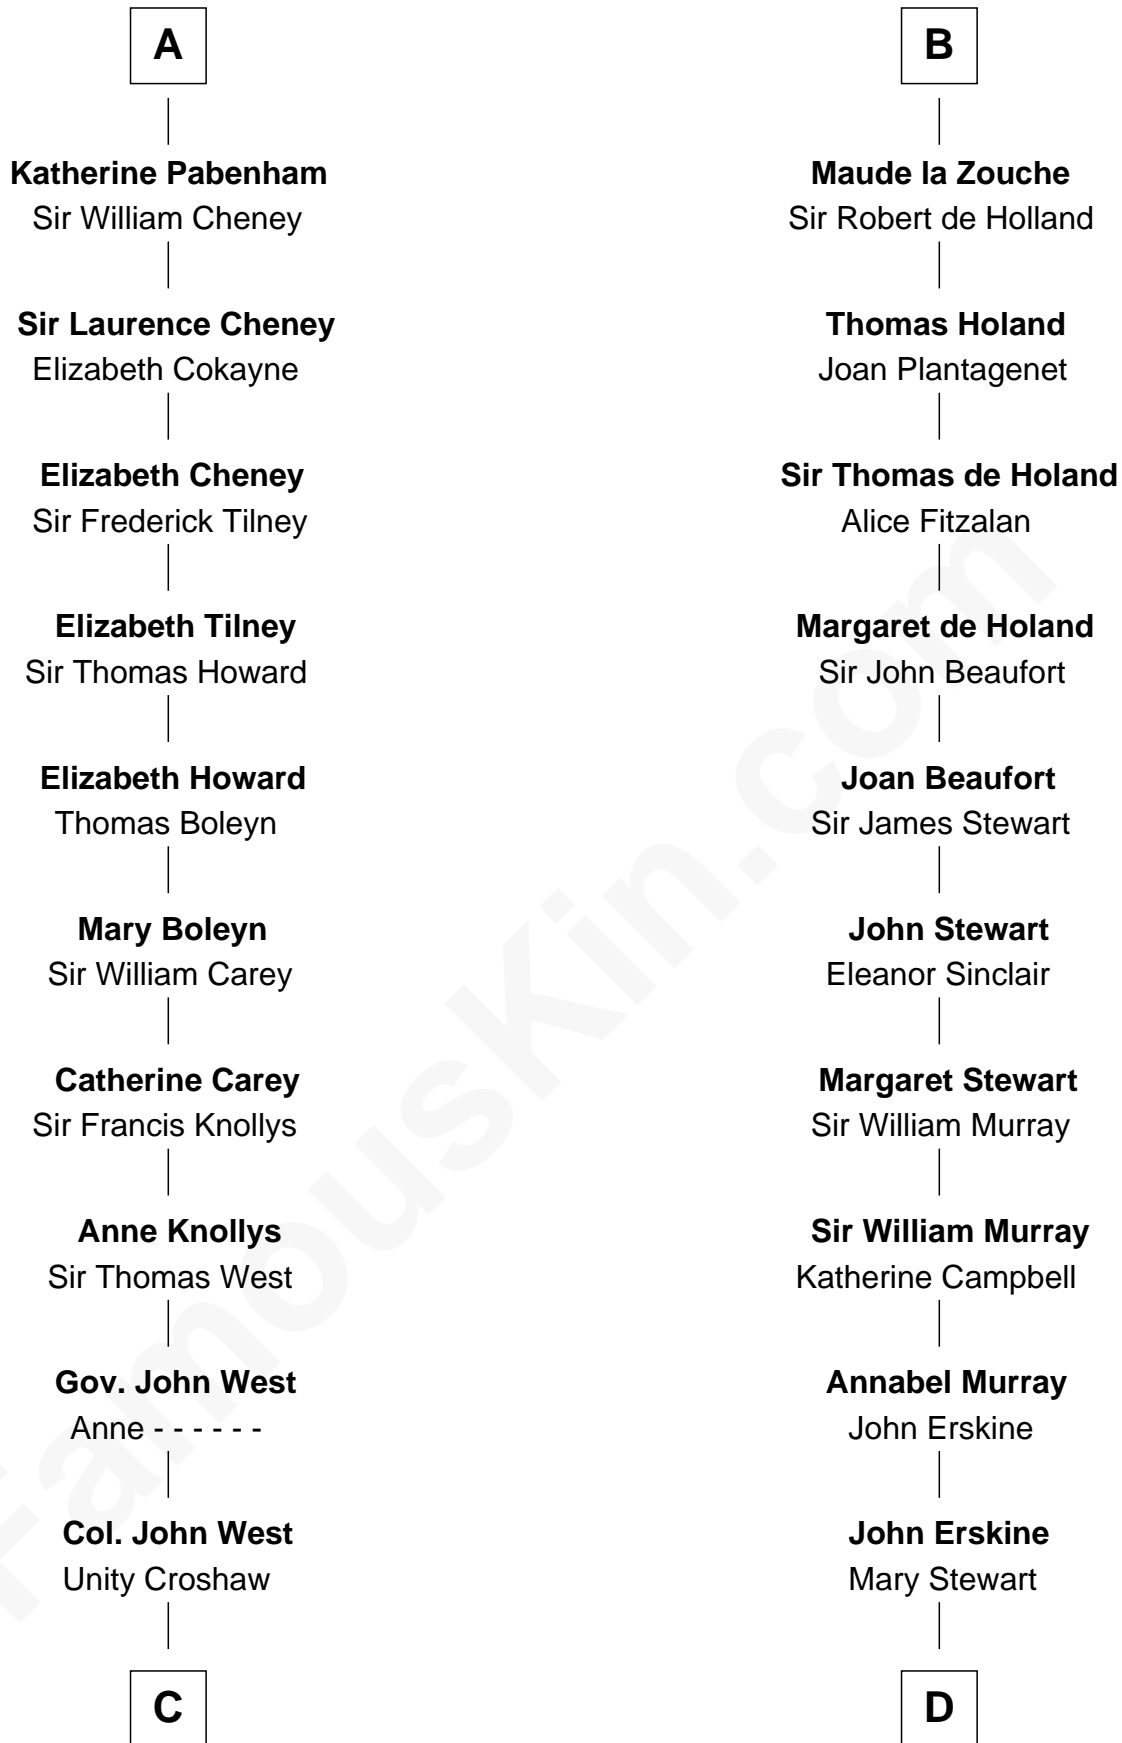 A
Katherine Pabenham
Sir William Cheney
Sir Laurence Cheney
Elizabeth Cokayne
Elizabeth Cheney
Sir Frederick Tilney
Elizabeth Tilney
Sir Thomas Howard
Elizabeth Howard
Thomas Boleyn
Mary Boleyn
Sir William Carey
Catherine Carey
Sir Francis Knollys
Anne Knollys
Sir Thomas West
Gov. John West
Anne - - - - - -
Col. John West
Unity Croshaw
C
B
Maude la Zouche
Sir Robert de Holland
Thomas Holand
Joan Plantagenet
Sir Thomas de Holand
Alice Fitzalan
Margaret de Holand
Sir John Beaufort
Joan Beaufort
Sir James Stewart
John Stewart
Eleanor Sinclair
Margaret Stewart
Sir William Murray
Sir William Murray
Katherine Campbell
Annabel Murray
John Erskine
John Erskine
Mary Stewart
D
FamousKin.com